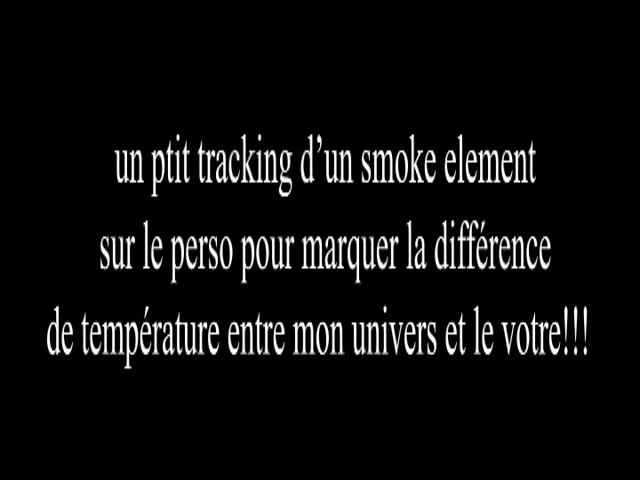 un ptit tracking d’un smoke element
sur le perso pour marquer la différence
de température entre mon univers et le votre!!!